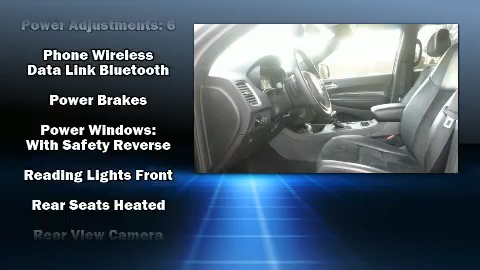 Power Adjustments: 6
Phone Wireless
Data Link Bluetooth
Power Brakes
Power Windows:
With Safety Reverse
Reading Lights Front
Rear Seats Heated
Rear View Camera